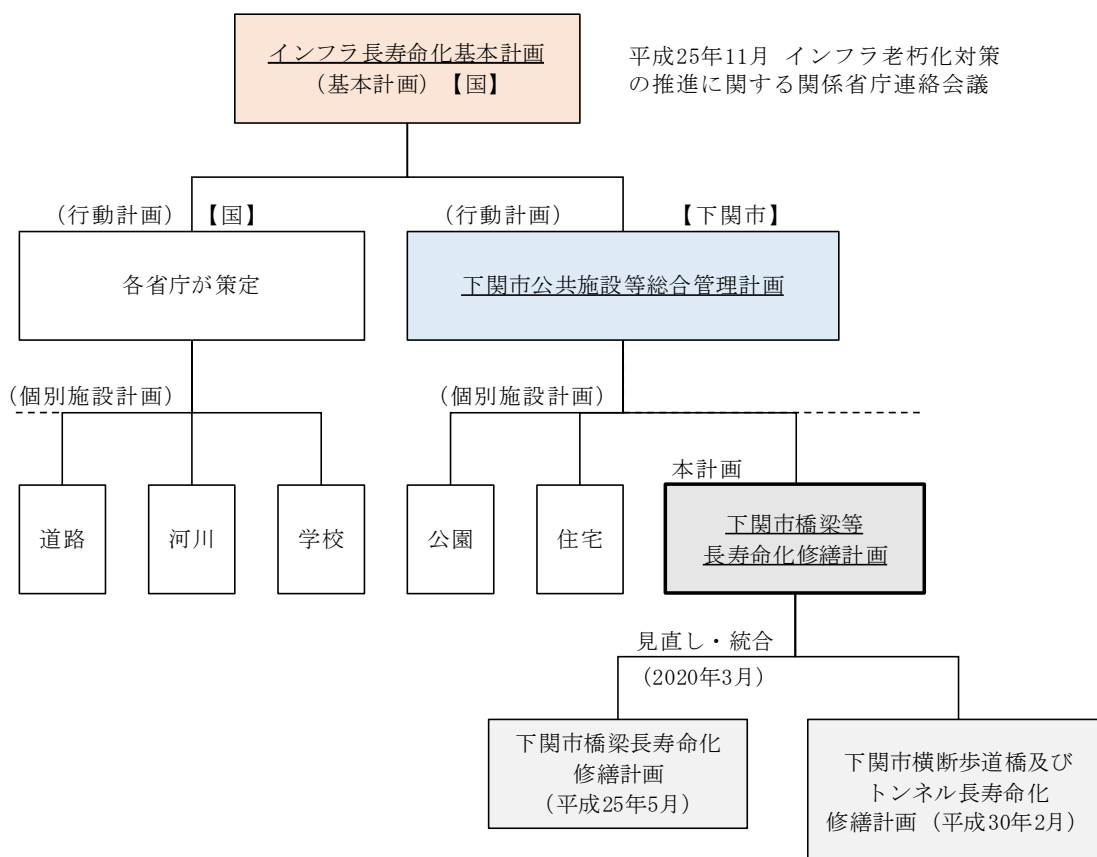 インフラ長寿命化基本計画
（基本計画）【国】
平成25年11月 インフラ老朽化対策
の推進に関する関係省庁連絡会議
（行動計画）【国】
（行動計画）
【下関市】
各省庁が策定
下関市公共施設等総合管理計画
（個別施設計画）
（個別施設計画）
本計画
道路
河川
学校
公園
住宅
下関市橋梁等
長寿命化修繕計画
見直し・統合
（2020年3月）
下関市橋梁長寿命化
修繕計画
（平成25年5月）
下関市横断歩道橋及び
トンネル長寿命化
修繕計画（平成30年2月）